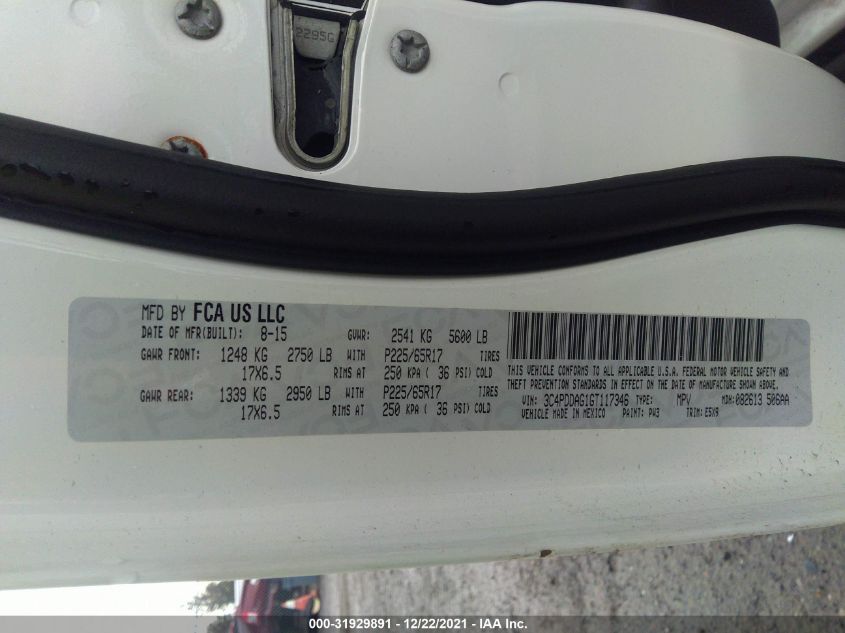 2295G
MFD BY FCA US LLC
DATE OF MFR(BUILT): 8-15 GVWR: 2541 KG 5600 LB
GAWR FRONT: 1248 KG 2750 LB WITH P225/65R17 TIRES
17X6.5 RIMS AT 250 KPA ( 36 PSI) COLD
GAWR REAR: 1339 KG 2950 LB WITH P225/65R17 TIRES
17X6.5 RIMS AT 250 KPA ( 36 PSI) COLD
THIS VEHICLE CONFORMS TO ALL APPLICABLE U.S.A. FEDERAL MOTOR VEHICLE SAFETY AND
THEFT PREVENTION STANDARDS IN EFFECT ON THE DATE OF MANUFACTURE SHOWN ABOVE.
VIN: 3C4PDDAG1GT117346 TYPE: MPV MDH: 082613 506AA
VEHICLE MADE IN MEXICO PAINT: PW3 TRIM: E5X9
000-31929891 - 12/22/2021 - IAA Inc.